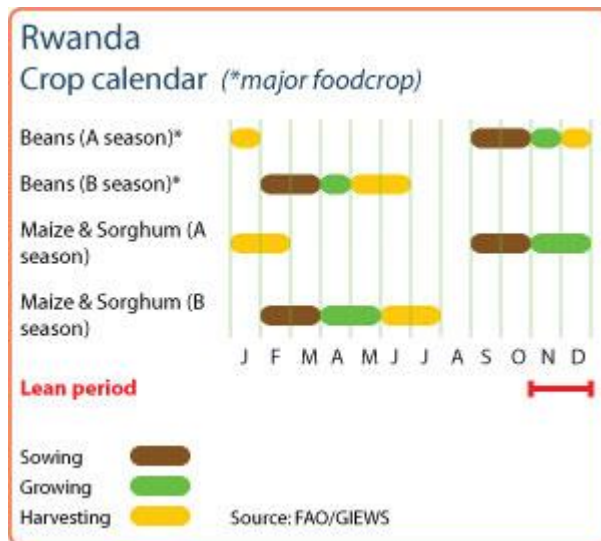 Rwanda
Crop calendar (*major foodcrop)
Beans (A season)*
Beans (B season)*
Maize & Sorghum (A
season)
Maize & Sorghum (B
season)
J F M A M J J A S O N D
Lean period
Sowing
Growing
Harvesting
Source: FAO/GIEWS